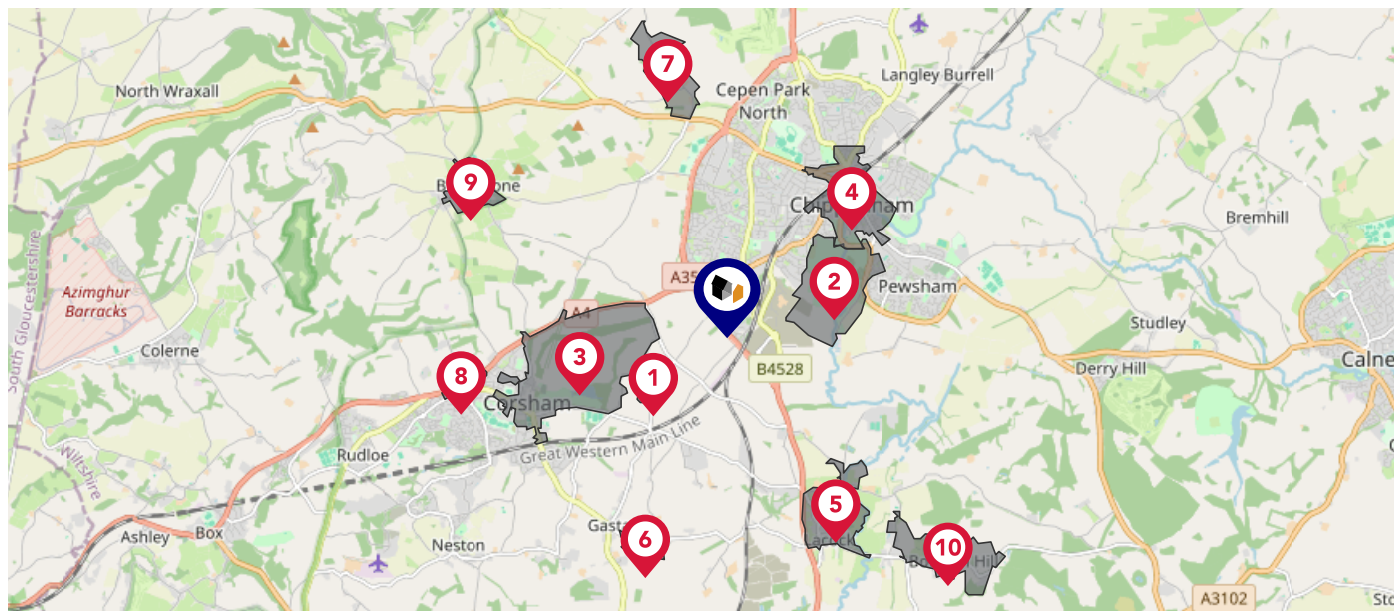 7
Langley Burrell
North Wraxall
Cepen Park
North
9
4
Bremhill
A4
2
Pewsham
Azimghur
Barracks
South Gloucestershire
Studley
Colerne
3
Calne
8
1
B4528
Derry Hill
Corsham
Great Western Main Line
Rudloe
Wiltshire
5
Lacock
Ashley
Box
Neston
6
10
A3102